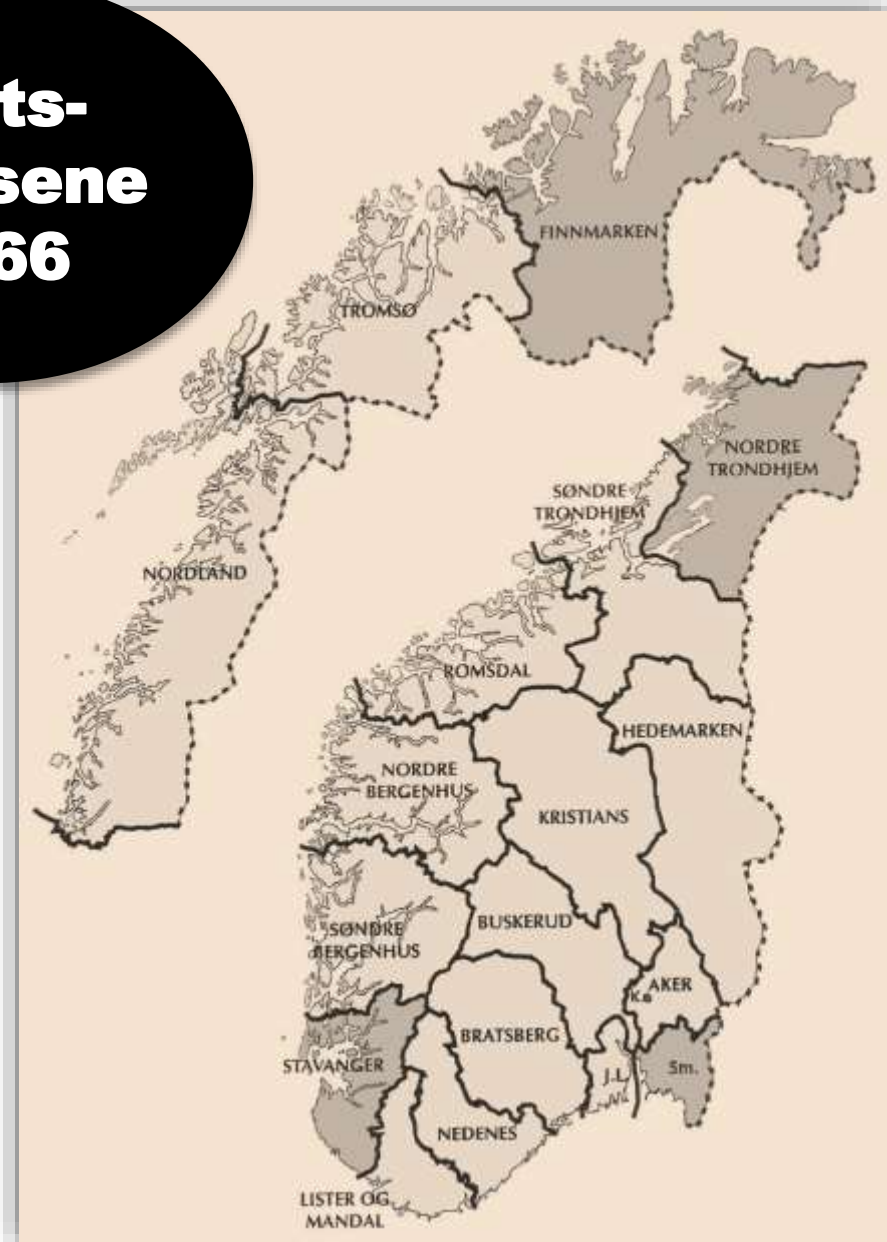 ts-
sene
66
FINNMARKEN
TROMSØ
NORDRE
TRONDHJEM
SØNDRE
TRONDHJEM
NORDLAND
ROMSDAL
HEDEMARKEN
NORDRE
BERGENHUS
KRISTIANS
BUSKERUD
SØNDRE
BERGENHUS
AKER
K.
BRATSBERG
STAVANGER
J.L.
Sm.
NEDENES
LISTER OG
MANDAL